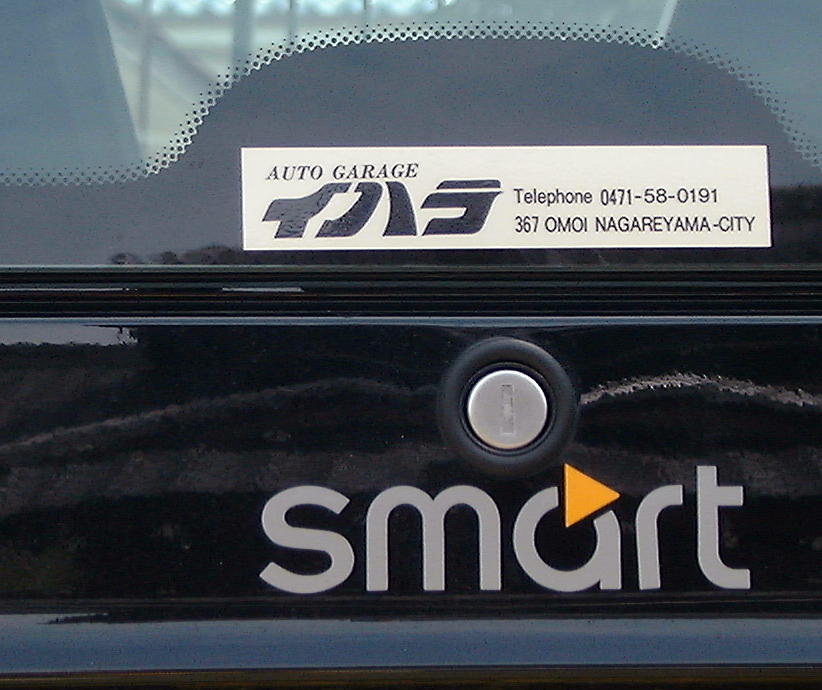 AUTO GARAGE
イハラ
Telephone 0471-58-0191
367 OMOI NAGAREYAMA-CITY
smart